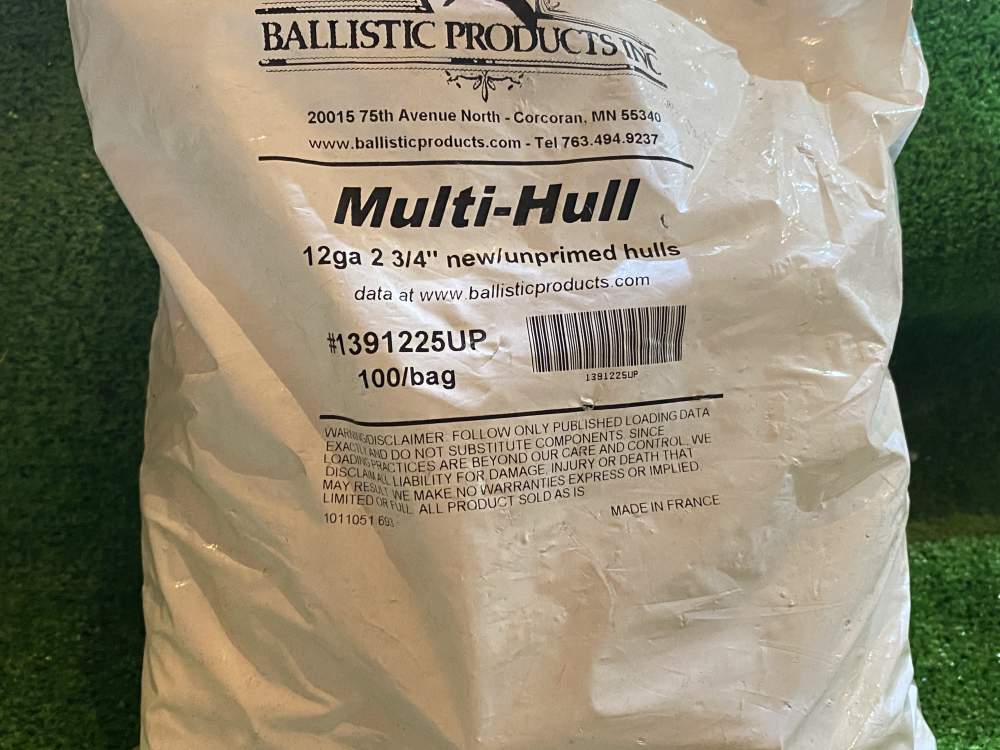 BALLISTIC PRODUCTS INC
20015 75th Avenue North - Corcoran, MN 55340
www.ballisticproducts.com - Tel 763.494.9237
Multi-Hull
12ga 2 3/4" new/unprimed hulls
data at www.ballisticproducts.com
#1391225UP
100/bag
1391225UP
WARNING/DISCLAIMER: FOLLOW ONLY PUBLISHED LOADING DATA
EXACTLY AND DO NOT SUBSTITUTE COMPONENTS. SINCE
LOADING PRACTICES ARE BEYOND OUR CARE AND CONTROL, WE
DISCLAIM ALL LIABILITY FOR DAMAGE, INJURY OR DEATH THAT
MAY RESULT. WE MAKE NO WARRANTIES EXPRESS OR IMPLIED.
LIMITED OR FULL. ALL PRODUCT SOLD AS IS
MADE IN FRANCE
1011051 693